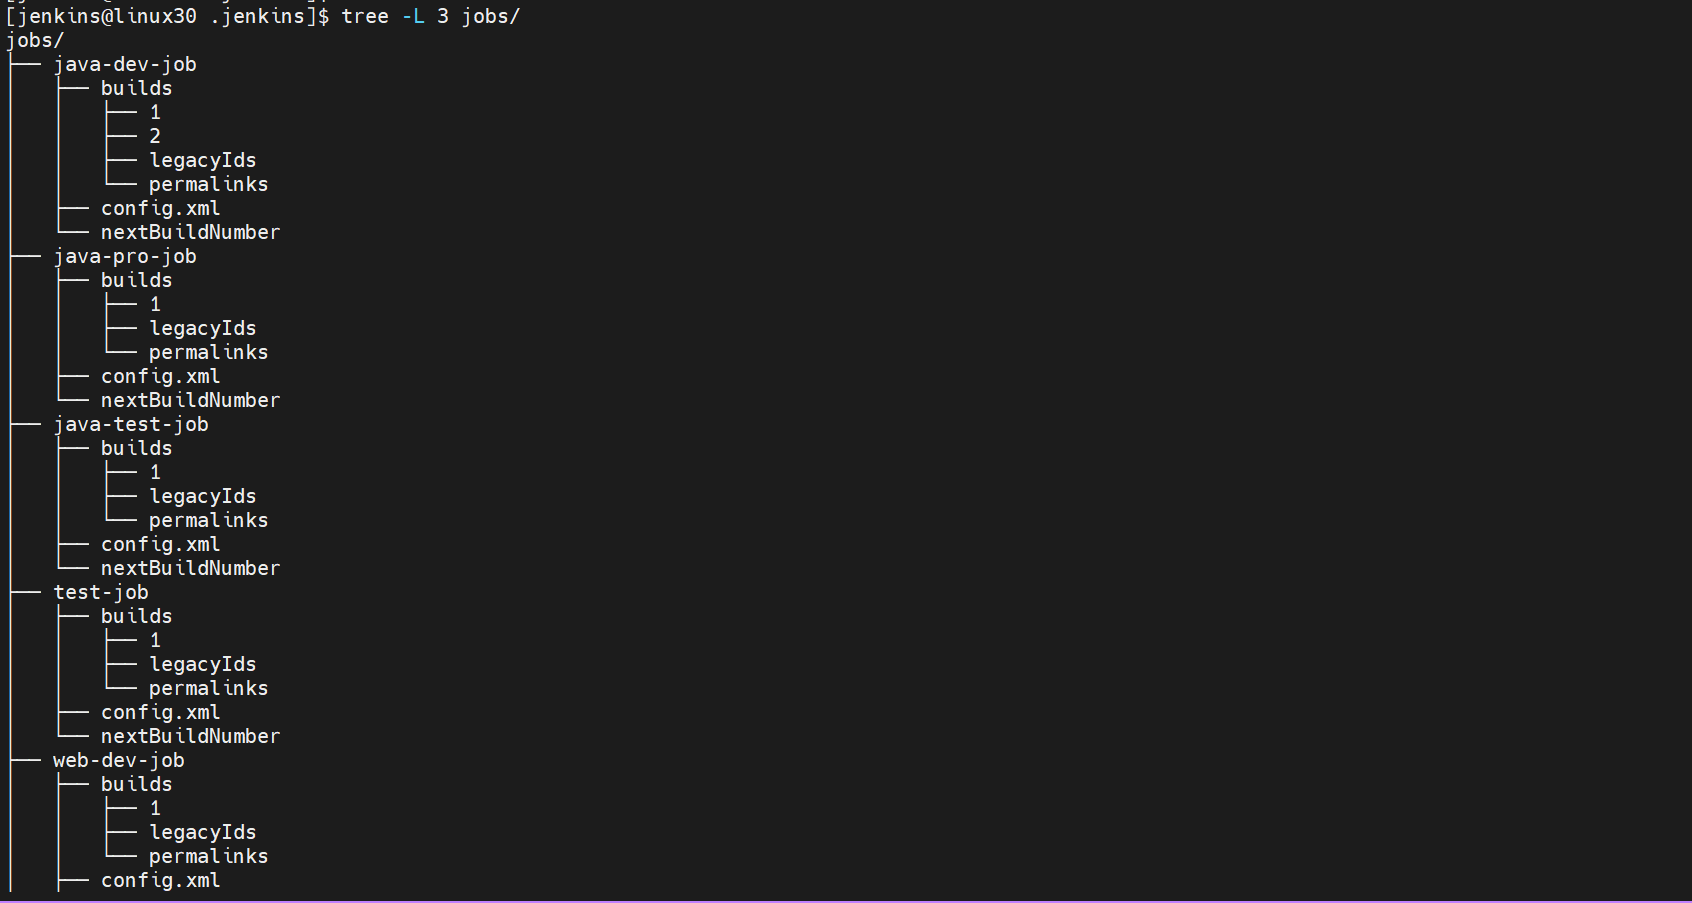 [jenkins@linux30 .jenkins]$ tree -L 3 jobs/
jobs/
├── java-dev-job
│   ├── builds
│   │   ├── 1
│   │   ├── 2
│   │   ├── legacyIds
│   │   └── permalinks
│   ├── config.xml
│   └── nextBuildNumber
├── java-pro-job
│   ├── builds
│   │   ├── 1
│   │   ├── legacyIds
│   │   └── permalinks
│   ├── config.xml
│   └── nextBuildNumber
├── java-test-job
│   ├── builds
│   │   ├── 1
│   │   ├── legacyIds
│   │   └── permalinks
│   ├── config.xml
│   └── nextBuildNumber
├── test-job
│   ├── builds
│   │   ├── 1
│   │   ├── legacyIds
│   │   └── permalinks
│   ├── config.xml
│   └── nextBuildNumber
├── web-dev-job
│   ├── builds
│   │   ├── 1
│   │   ├── legacyIds
│   │   └── permalinks
│   ├── config.xml